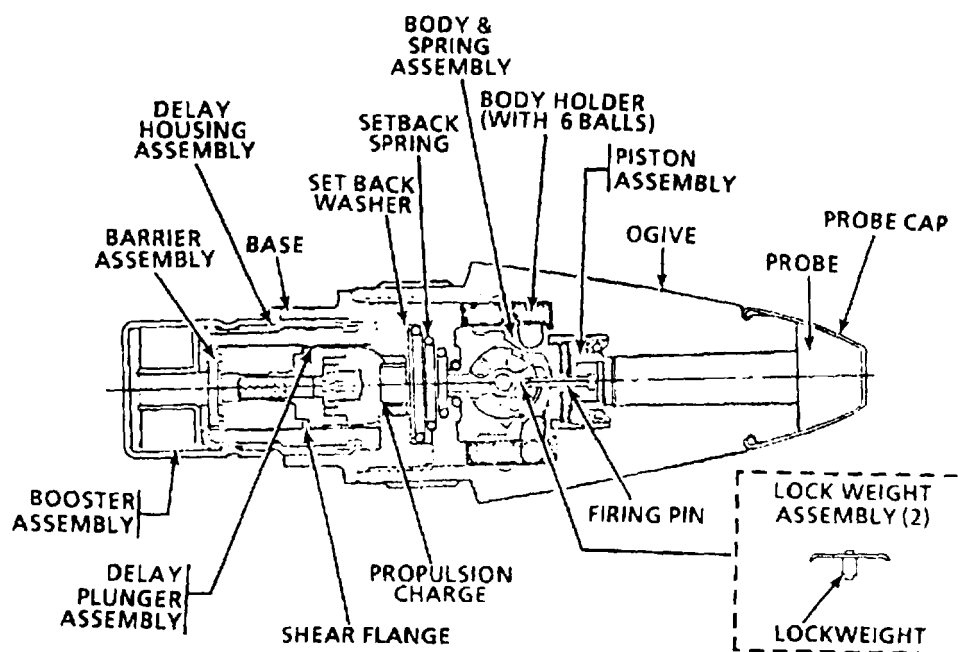 BODY &
SPRING
ASSEMBLY
BODY HOLDER
(WITH 6 BALLS)
DELAY
HOUSING
ASSEMBLY
SETBACK
SPRING
PISTON
ASSEMBLY
SET BACK
WASHER
PROBE CAP
BARRIER
ASSEMBLY
BASE
OGIVE
PROBE
BOOSTER
ASSEMBLY
FIRING PIN
LOCK WEIGHT
ASSEMBLY (2)
DELAY
PLUNGER
ASSEMBLY
PROPULSION
CHARGE
SHEAR FLANGE
LOCKWEIGHT